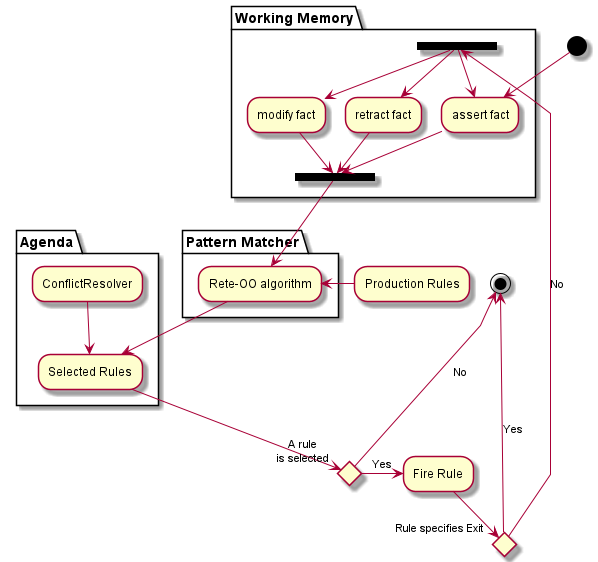 Working Memory
modify fact
retract fact
assert fact
Agenda
Pattern Matcher
ConflictResolver
Rete-OO algorithm
Production Rules
No
Selected Rules
No
Yes
A rule
is selected
Yes
Fire Rule
Rule specifies Exit